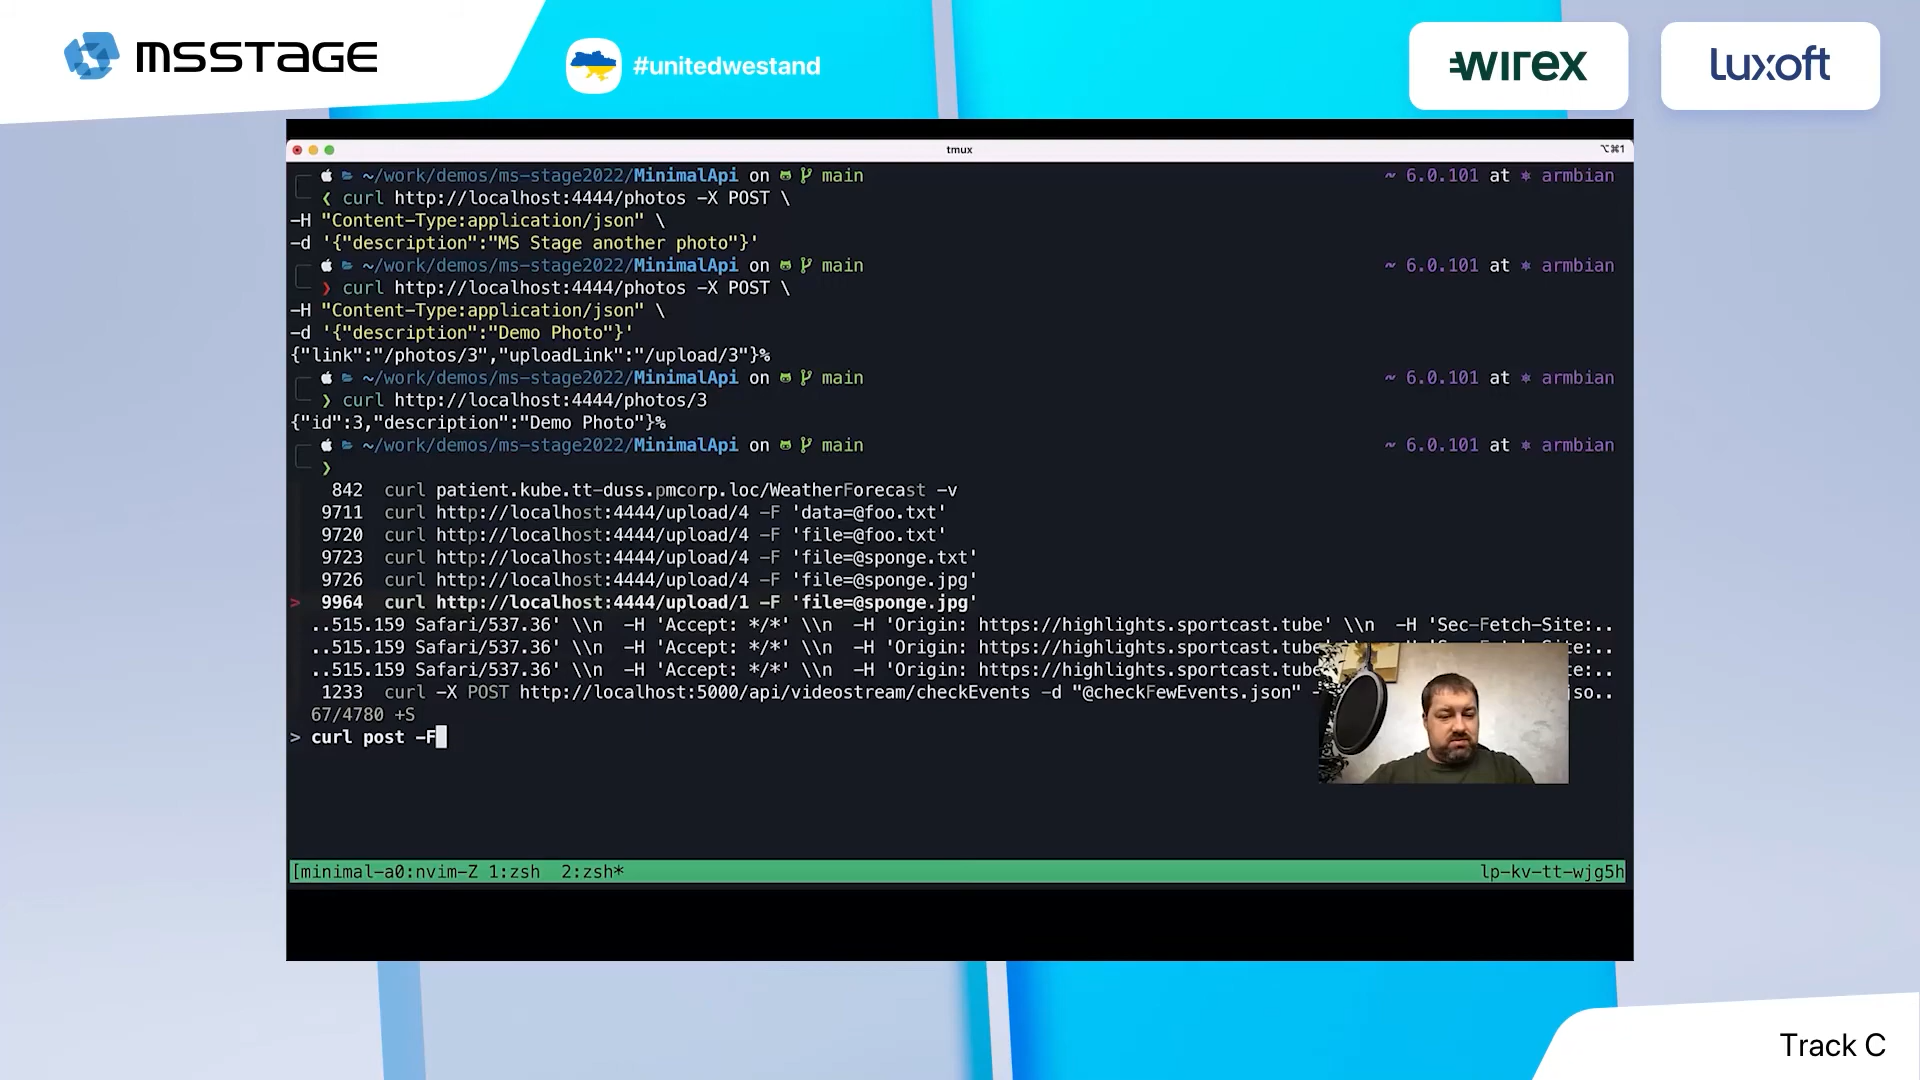 MSSTAGE
#unitedwestand
wirex
luxoft
tmux
⌥⌘1
~/work/demos/ms-stage2022/MinimalApi on main ~ 6.0.101 at armbian
❮ curl http://localhost:4444/photos -X POST \
-H "Content-Type:application/json" \
-d '{"description":"MS Stage another photo"}'
~/work/demos/ms-stage2022/MinimalApi on main ~ 6.0.101 at armbian
❯ curl http://localhost:4444/photos -X POST \
-H "Content-Type:application/json" \
-d '{"description":"Demo Photo"}'
{"link":"/photos/3","uploadLink":"/upload/3"}%
~/work/demos/ms-stage2022/MinimalApi on main ~ 6.0.101 at armbian
❯ curl http://localhost:4444/photos/3
{"id":3,"description":"Demo Photo"}%
~/work/demos/ms-stage2022/MinimalApi on main ~ 6.0.101 at armbian
❯
842 curl patient.kube.tt-duss.pmcorp.loc/WeatherForecast -v
9711 curl http://localhost:4444/upload/4 -F 'data=@foo.txt'
9720 curl http://localhost:4444/upload/4 -F 'file=@foo.txt'
9723 curl http://localhost:4444/upload/4 -F 'file=@sponge.txt'
9726 curl http://localhost:4444/upload/4 -F 'file=@sponge.jpg'
> 9964 curl http://localhost:4444/upload/1 -F 'file=@sponge.jpg'
..515.159 Safari/537.36' \\n -H 'Accept: */*' \\n -H 'Origin: https://highlights.sportcast.tube' \\n -H 'Sec-Fetch-Site:..
..515.159 Safari/537.36' \\n -H 'Accept: */*' \\n -H 'Origin: https://highlights.sportcast.tube
..515.159 Safari/537.36' \\n -H 'Accept: */*' \\n -H 'Origin: https://highlights.sportcast.tube
1233 curl -X POST http://localhost:5000/api/videostream/checkEvents -d "@checkFewEvents.json" - jso..
67/4780 +S
> curl post -F
[minimal-a0:nvim-Z 1:zsh 2:zsh* lp-kv-tt-wjg5h
Track C